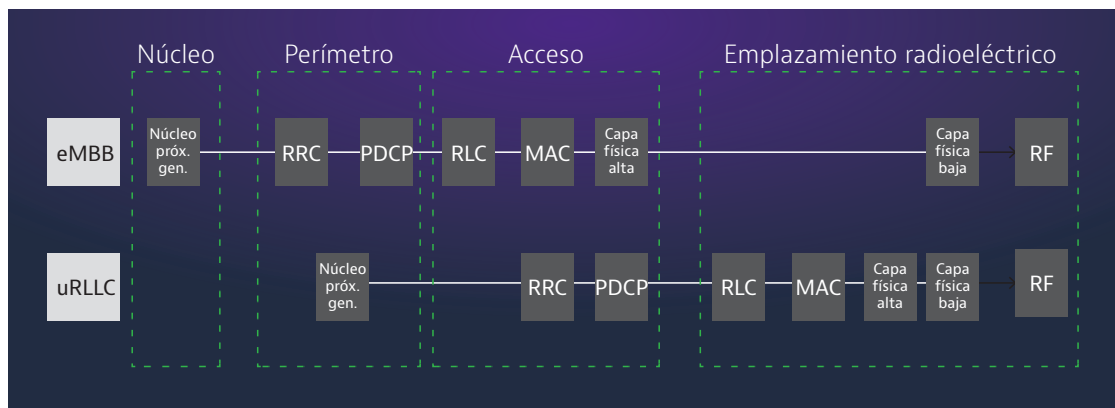 Núcleo
Perímetro
Acceso
Emplazamiento radioeléctrico
eMBB
Núcleo
próx.
gen.
RRC
PDCP
RLC
MAC
Capa
física
alta
Capa
física
baja
RF
uRLLC
Núcleo
próx.
gen.
RRC
PDCP
RLC
MAC
Capa
física
alta
Capa
física
baja
RF